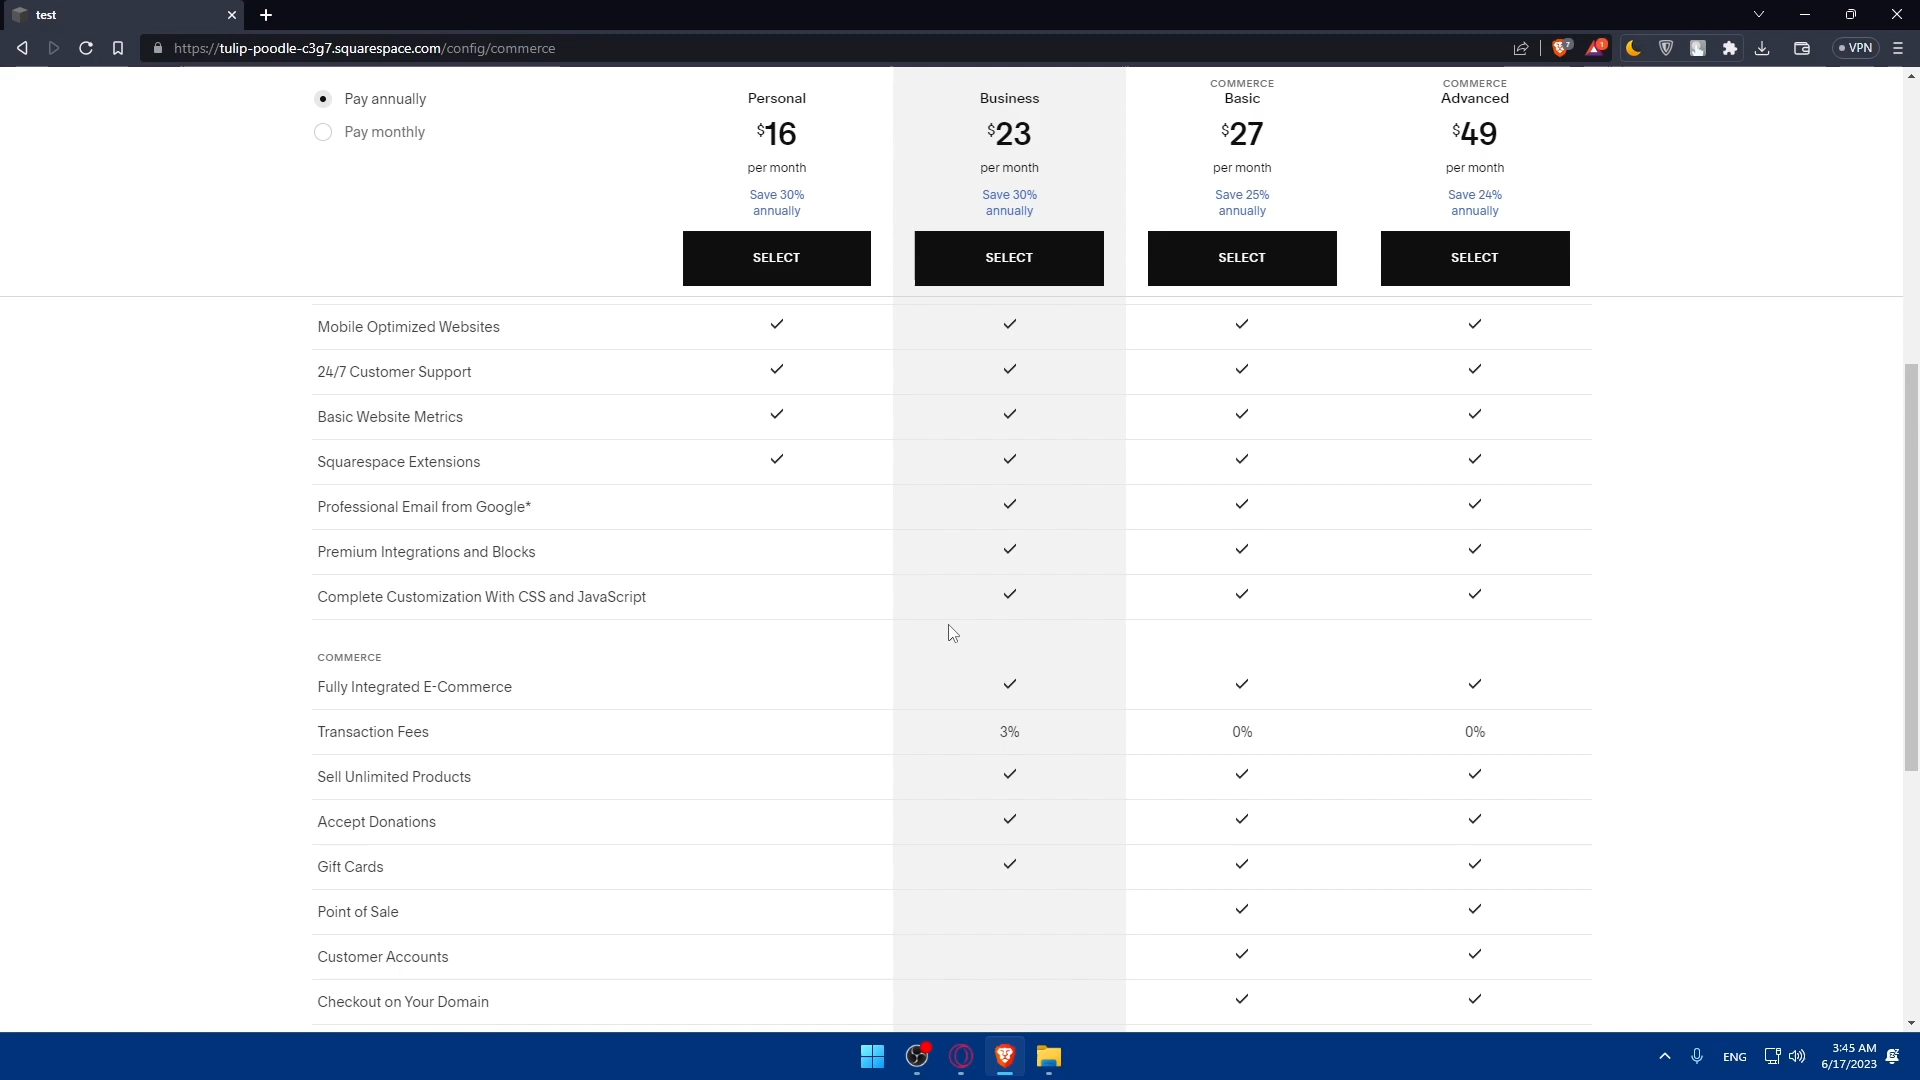 test
https://tulip-poodle-c3g7.squarespace.com/config/commerce
7
1
VPN
Pay annually
Pay monthly
Personal
$16
per month
Save 30%
annually
SELECT
Business
$23
per month
Save 30%
annually
SELECT
COMMERCE
Basic
$27
per month
Save 25%
annually
SELECT
COMMERCE
Advanced
$49
per month
Save 24%
annually
SELECT
Mobile Optimized Websites
24/7 Customer Support
Basic Website Metrics
Squarespace Extensions
Professional Email from Google*
Premium Integrations and Blocks
Complete Customization With CSS and JavaScript
COMMERCE
Fully Integrated E-Commerce
Transaction Fees 3% 0% 0%
Sell Unlimited Products
Accept Donations
Gift Cards
Point of Sale
Customer Accounts
Checkout on Your Domain
ENG
3:45 AM
6/17/2023